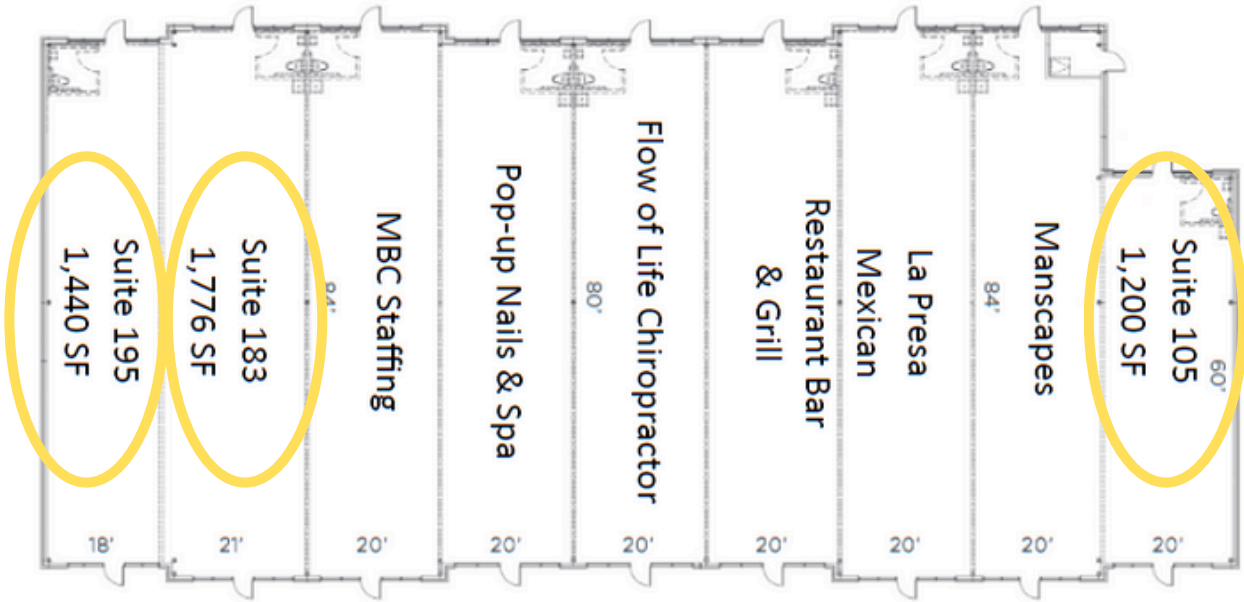 Suite 195
1,440 SF
Suite 183
1,776 SF
84'
MBC Staffing
Pop-up Nails & Spa
80'
Flow of Life Chiropractor
Restaurant Bar
& Grill
La Presa
Mexican
84'
Manscapes
Suite 105
1,200 SF
60'
18'
21'
20'
20'
20'
20'
20'
20'
20'